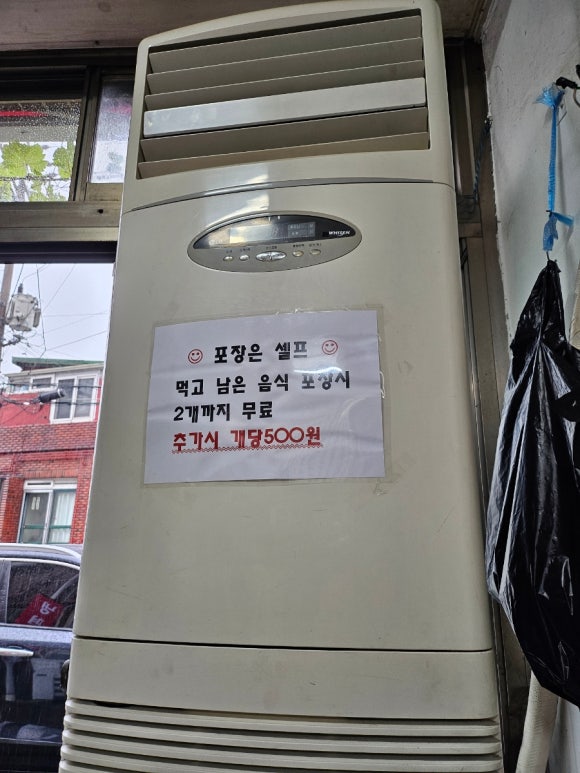 WHISEN
포장은 셀프
먹고 남은 음식 포장시
2개까지 무료
추가시 개당500원